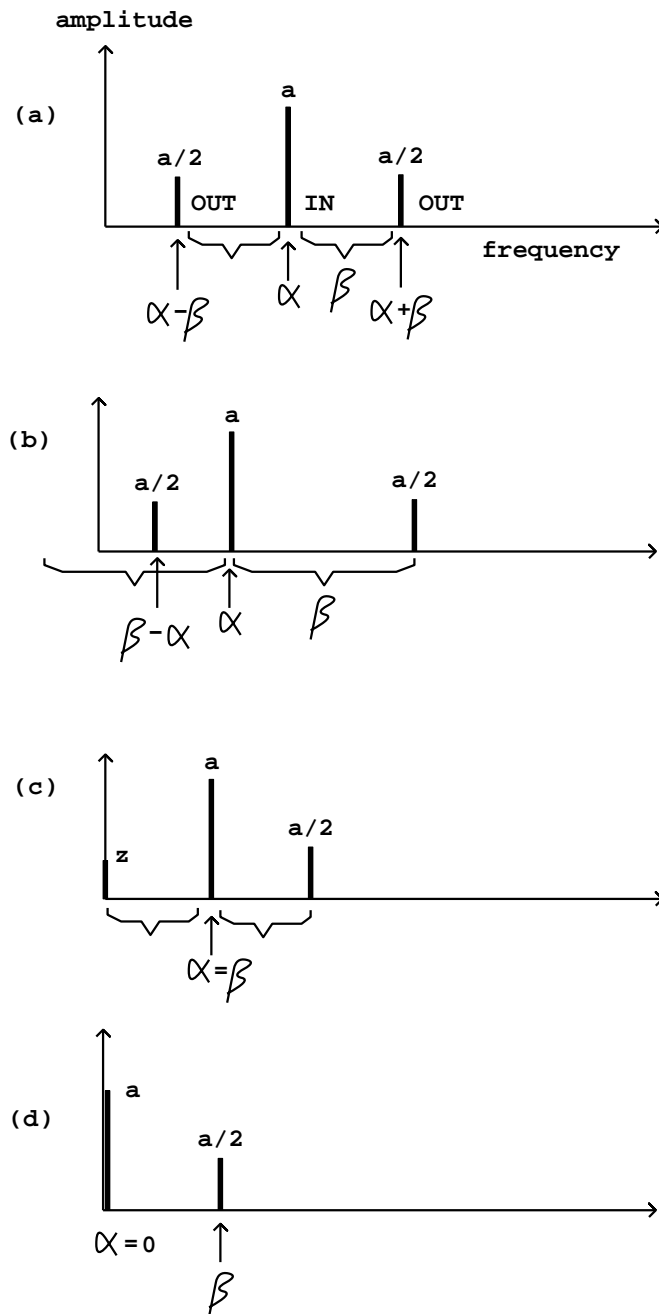 amplitude
(a)
a
a/2
a/2
OUT
IN
OUT
frequency
α-β
α
β
α+β
(b)
a
a/2
a/2
β-α
α
β
(c)
a
a/2
z
α=β
(d)
a
a/2
α=0
β